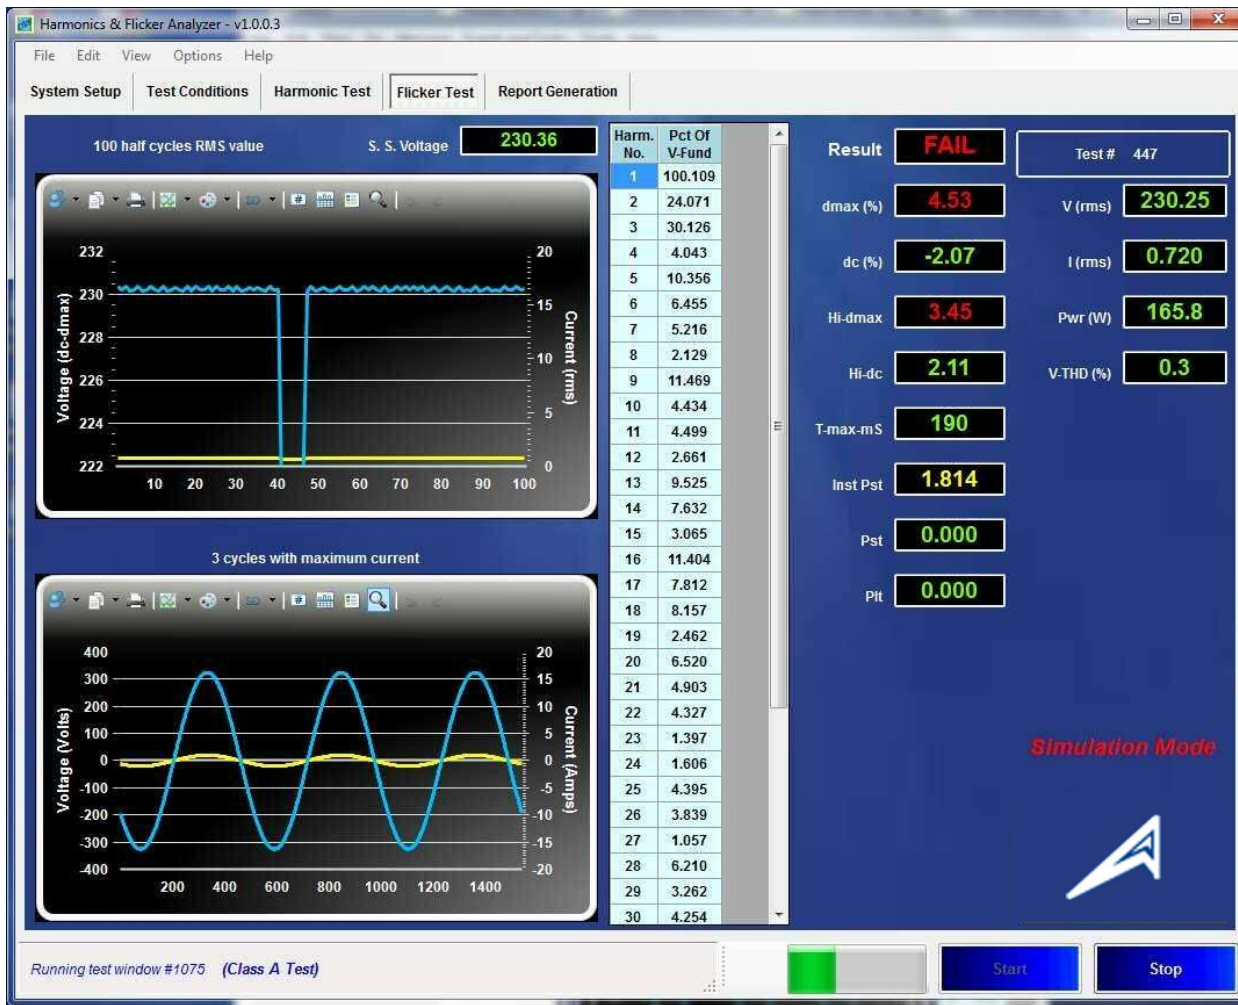 Harmonics & Flicker Analyzer - v1.0.0.3
File Edit View Options Help
System Setup Test Conditions Harmonic Test Flicker Test Report Generation
100 half cycles RMS value S. S. Voltage 230.36
232 20
230 15
228
226 10
224 5
222 0
Voltage (dc-dmax)
Current (rms)
10 20 30 40 50 60 70 80 90 100
3 cycles with maximum current
400 20
300 15
200 10
100 5
0 0
-100 -5
-200 -10
-300 -15
-400 -20
Voltage (Volts)
Current (Amps)
200 400 600 800 1000 1200 1400
Harm. No. Pct Of V-Fund
1 100.109
2 24.071
3 30.126
4 4.043
5 10.356
6 6.455
7 5.216
8 2.129
9 11.469
10 4.434
11 4.499
12 2.661
13 9.525
14 7.632
15 3.065
16 11.404
17 7.812
18 8.157
19 2.462
20 6.520
21 4.903
22 4.327
23 1.397
24 1.606
25 4.395
26 3.839
27 1.057
28 6.210
29 3.262
30 4.254
Result FAIL
dmax (%) 4.53
dc (%) -2.07
Hi-dmax 3.45
Hi-dc 2.11
T-max-mS 190
Inst Pst 1.814
Pst 0.000
Plt 0.000
Test # 447
V (rms) 230.25
I (rms) 0.720
Pwr (W) 165.8
V-THD (%) 0.3
Simulation Mode
Running test window #1075 (Class A Test)
Start Stop